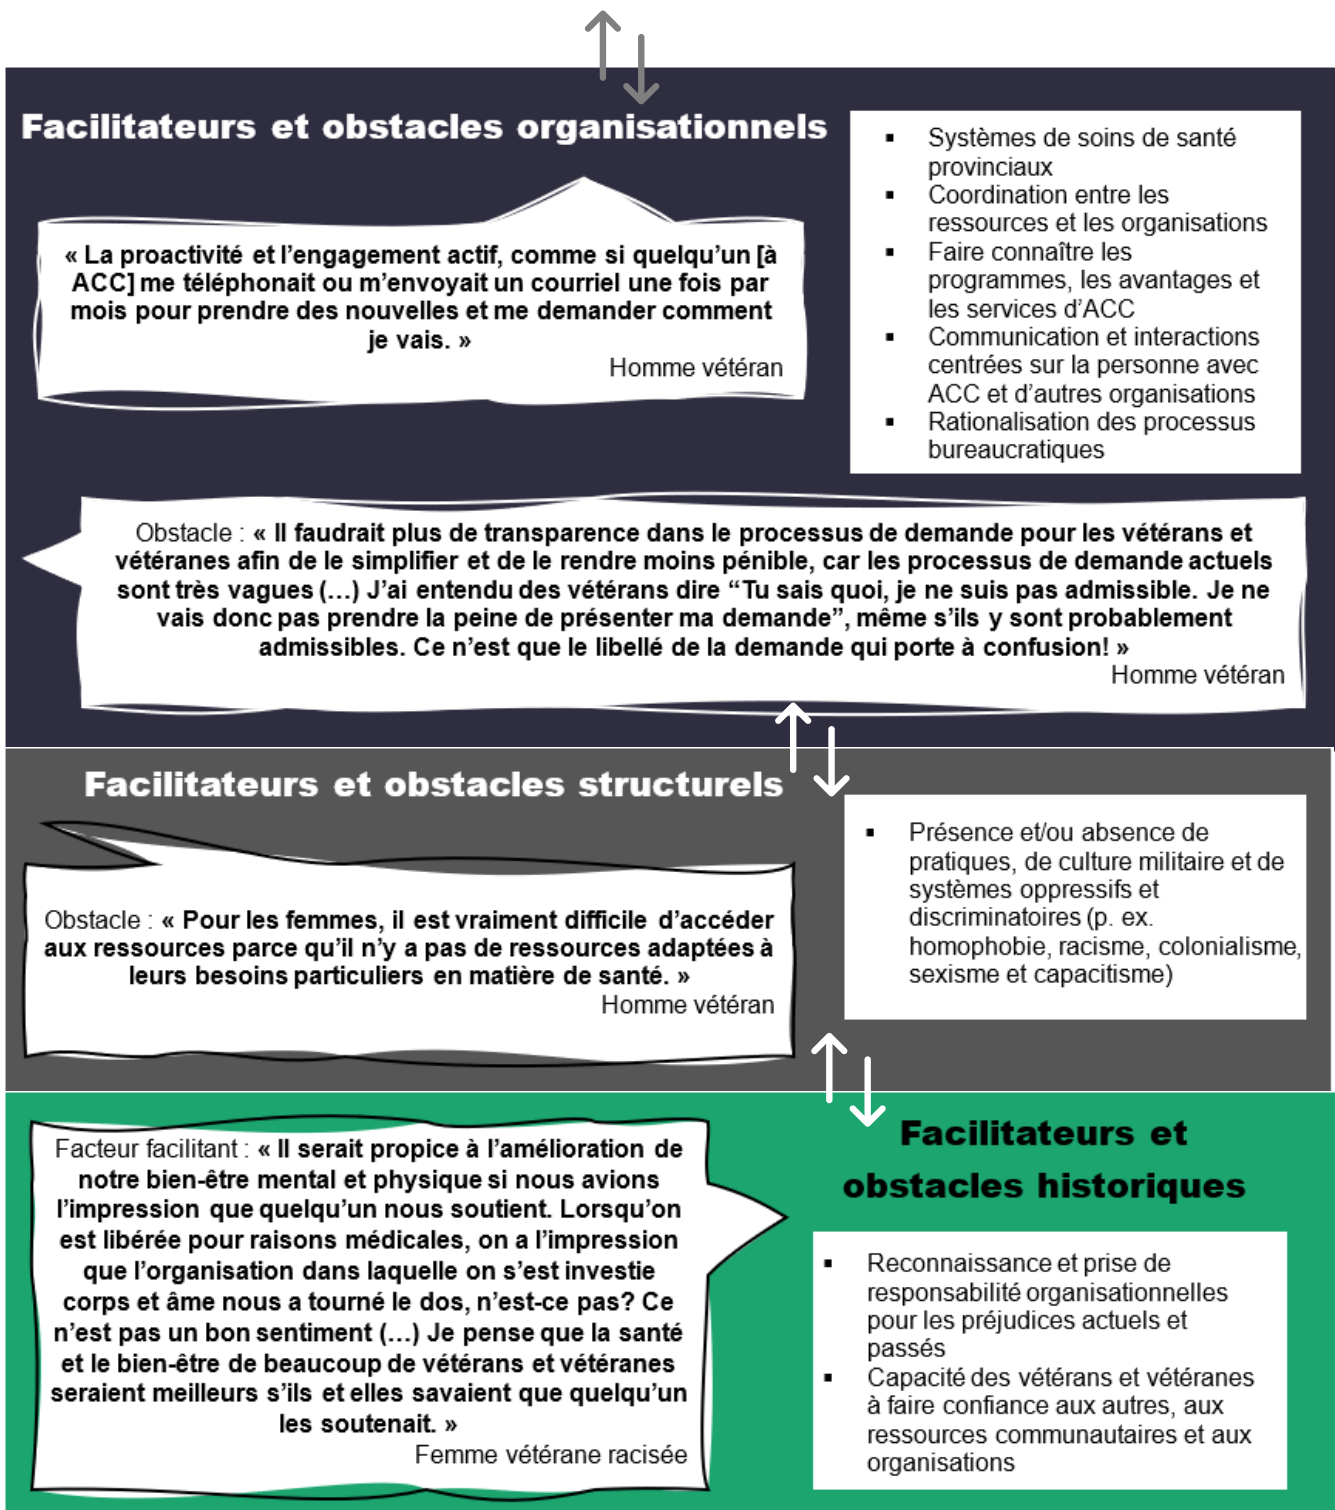 Facilitateurs et obstacles organisationnels
« La proactivité et l’engagement actif, comme si quelqu’un [à
ACC] me téléphonait ou m’envoyait un courriel une fois par
mois pour prendre des nouvelles et me demander comment
je vais. »
Homme vétéran
▪ Systèmes de soins de santé
provinciaux
▪ Coordination entre les
ressources et les organisations
▪ Faire connaître les
programmes, les avantages et
les services d’ACC
▪ Communication et interactions
centrées sur la personne avec
ACC et d’autres organisations
▪ Rationalisation des processus
bureaucratiques
Obstacle : « Il faudrait plus de transparence dans le processus de demande pour les vétérans et
vétéranes afin de le simplifier et de le rendre moins pénible, car les processus de demande actuels
sont très vagues (…) J’ai entendu des vétérans dire “Tu sais quoi, je ne suis pas admissible. Je ne
vais donc pas prendre la peine de présenter ma demande”, même s’ils y sont probablement
admissibles. Ce n’est que le libellé de la demande qui porte à confusion! »
Homme vétéran
Facilitateurs et obstacles structurels
Obstacle : « Pour les femmes, il est vraiment difficile d’accéder
aux ressources parce qu’il n’y a pas de ressources adaptées à
leurs besoins particuliers en matière de santé. »
Homme vétéran
▪ Présence et/ou absence de
pratiques, de culture militaire et de
systèmes oppressifs et
discriminatoires (p. ex.
homophobie, racisme, colonialisme,
sexisme et capacitisme)
Facteur facilitant : « Il serait propice à l’amélioration de
notre bien-être mental et physique si nous avions
l’impression que quelqu’un nous soutient. Lorsqu’on
est libérée pour raisons médicales, on a l’impression
que l’organisation dans laquelle on s’est investie
corps et âme nous a tourné le dos, n’est-ce pas? Ce
n’est pas un bon sentiment (…) Je pense que la santé
et le bien-être de beaucoup de vétérans et vétéranes
seraient meilleurs s’ils et elles savaient que quelqu’un
les soutenait. »
Femme vétérane racisée
Facilitateurs et
obstacles historiques
▪ Reconnaissance et prise de
responsabilité organisationnelles
pour les préjudices actuels et
passés
▪ Capacité des vétérans et vétéranes
à faire confiance aux autres, aux
ressources communautaires et aux
organisations